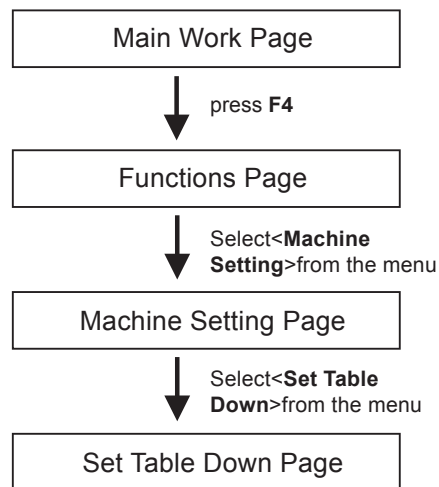 Main Work Page
press F4
Functions Page
Select<Machine
Setting>from the menu
Machine Setting Page
Select<Set Table
Down>from the menu
Set Table Down Page